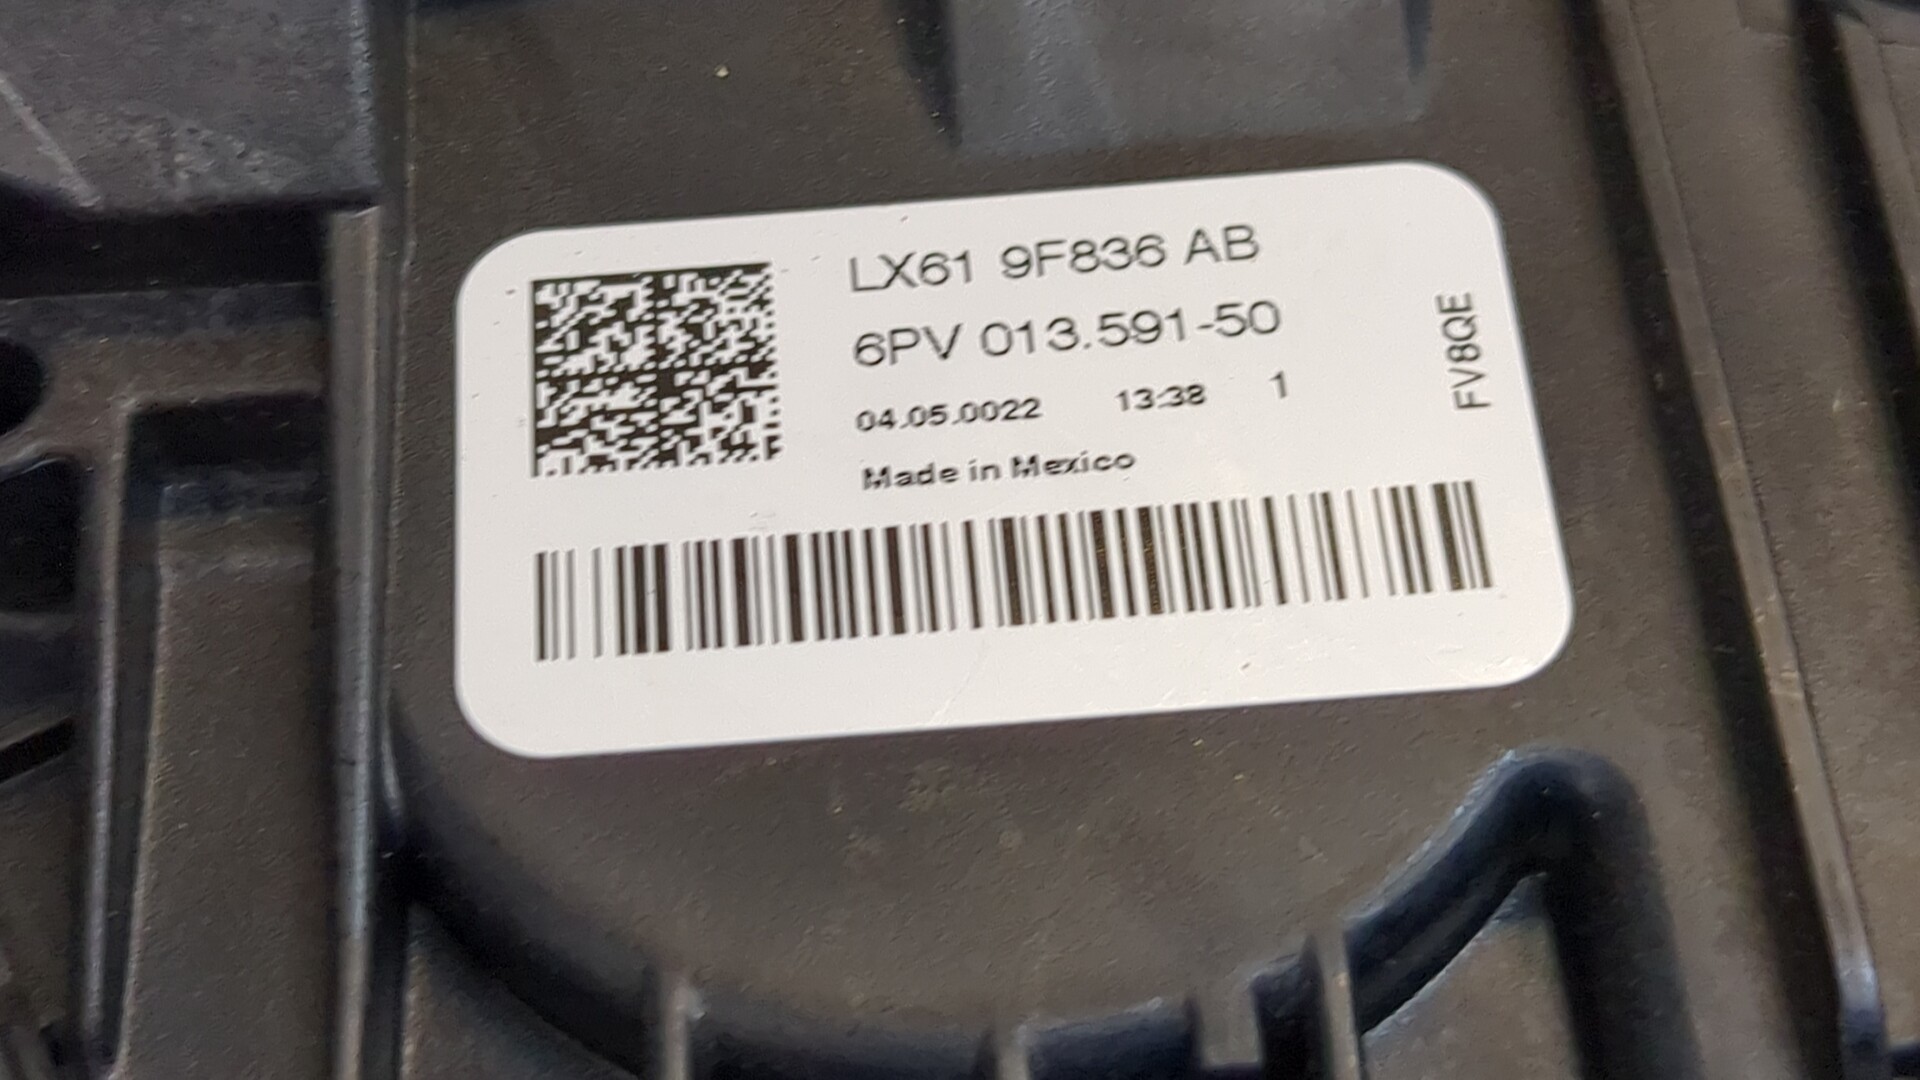 LX61 9F836 AB
6PV 013.591-50
04.05.0022 13:38 1
Made in Mexico
FV8QE